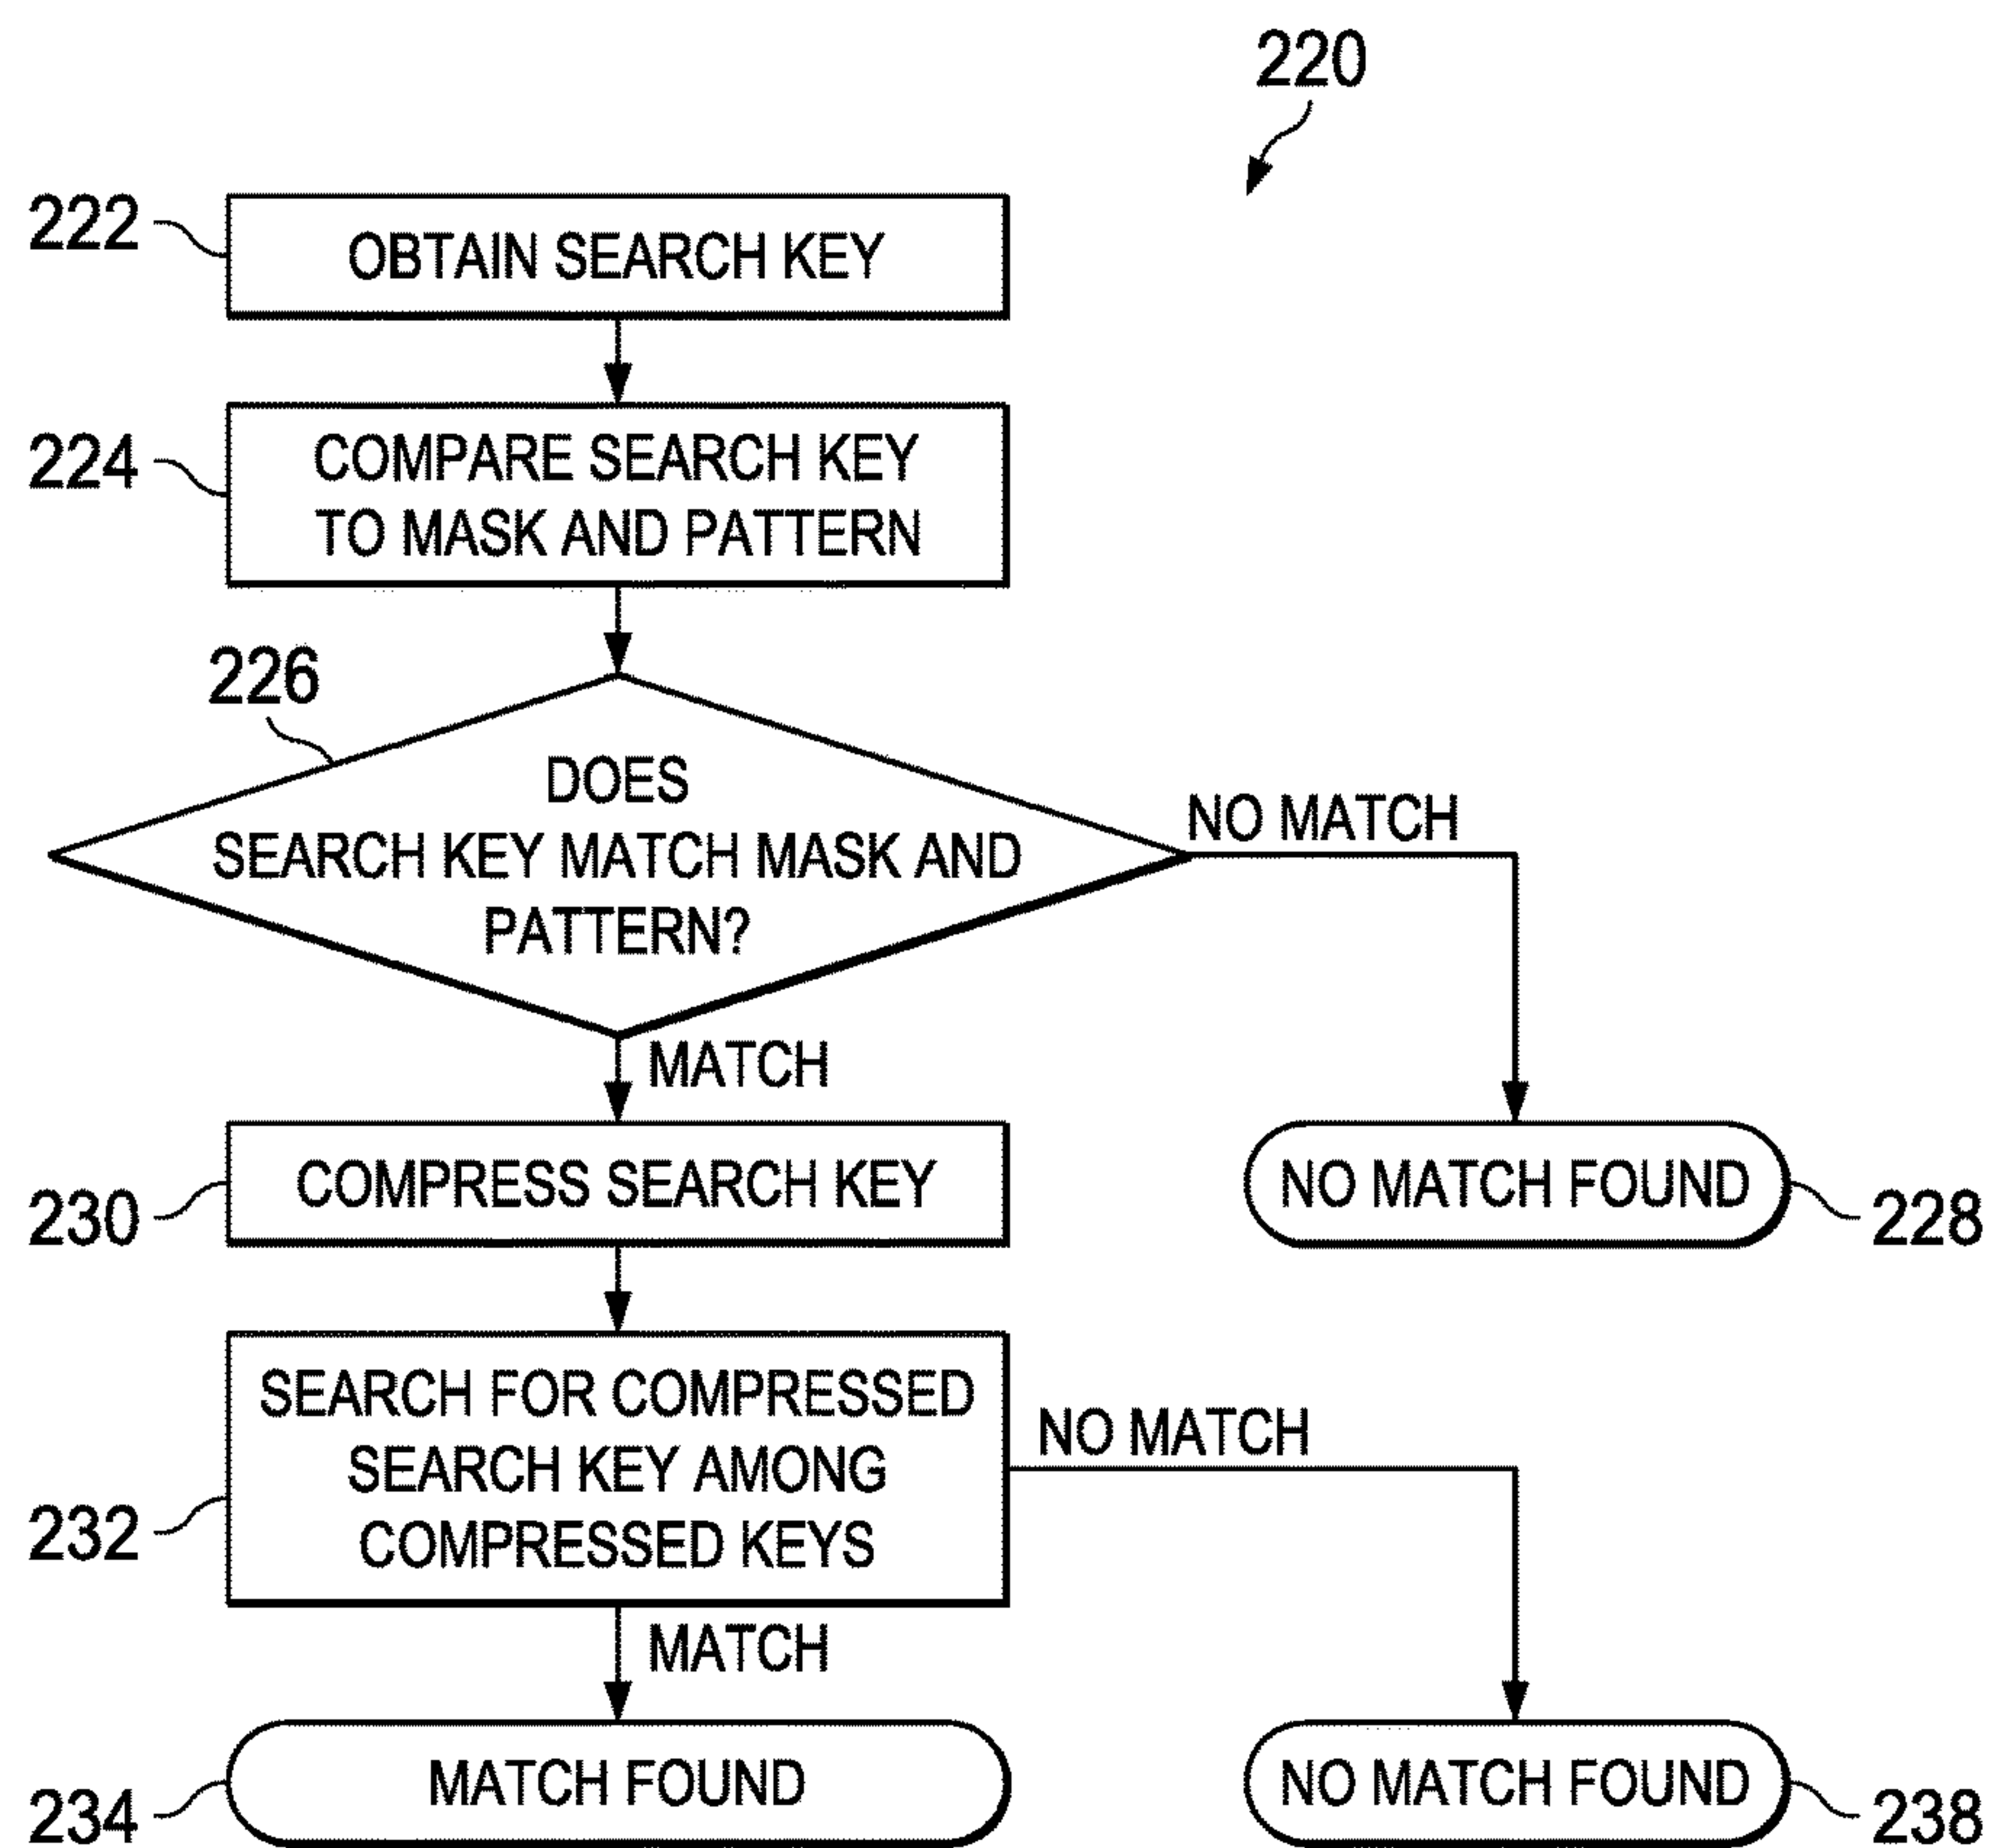 220
222
OBTAIN SEARCH KEY
224
COMPARE SEARCH KEY
TO MASK AND PATTERN
226
DOES
SEARCH KEY MATCH MASK AND
PATTERN?
NO MATCH
MATCH
230
COMPRESS SEARCH KEY
NO MATCH FOUND
228
232
SEARCH FOR COMPRESSED
SEARCH KEY AMONG
COMPRESSED KEYS
NO MATCH
MATCH
234
MATCH FOUND
NO MATCH FOUND
238